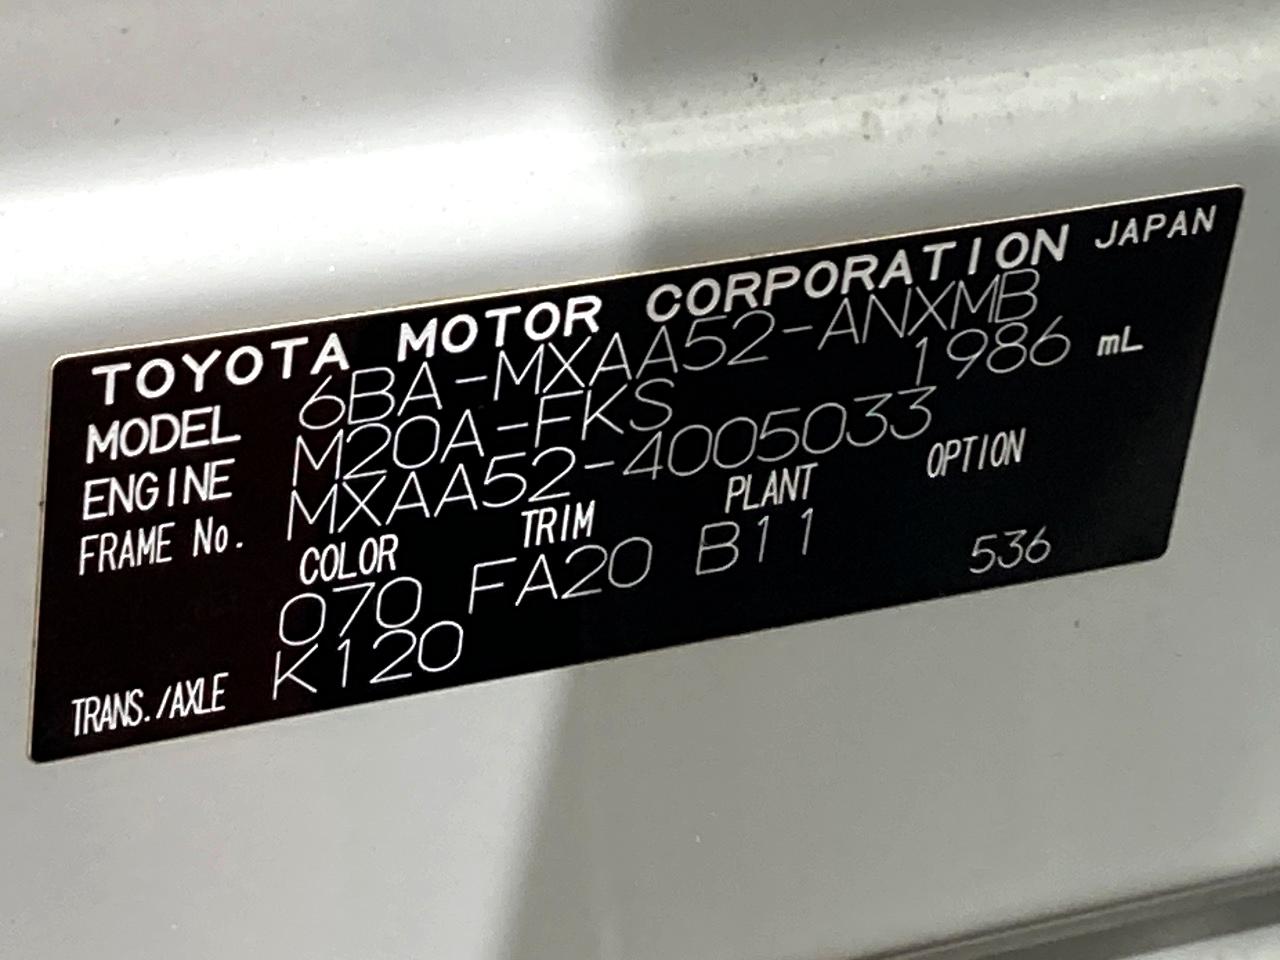 TOYOTA MOTOR CORPORATION JAPAN
MODEL 6BA-MXAA52-ANXMB
ENGINE M20A-FKS 1986 mL
FRAME No. MXAA52-4005033
COLOR TRIM PLANT OPTION
070 FA20 B11 536
TRANS./AXLE K120